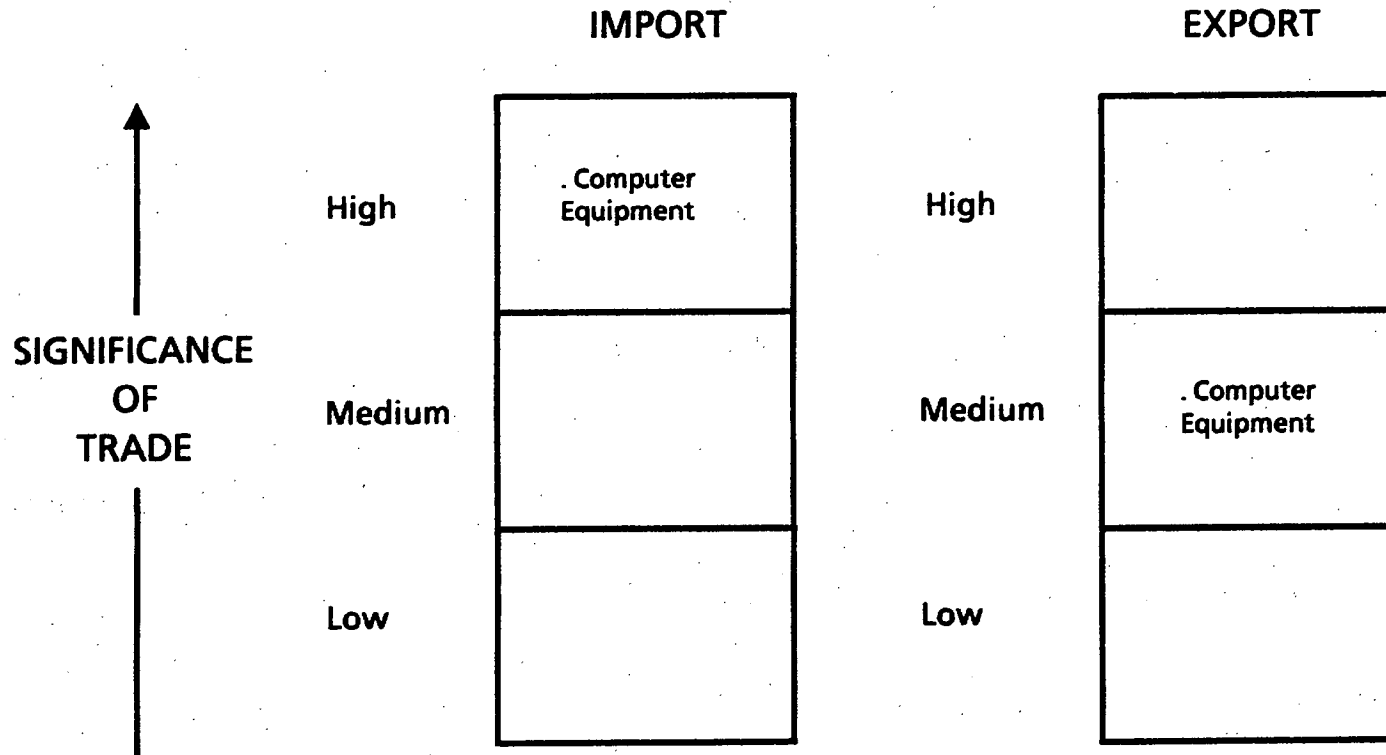 IMPORT
EXPORT
High
. Computer
Equipment
High
SIGNIFICANCE
OF
TRADE
Medium
Medium
. Computer
Equipment
Low
Low